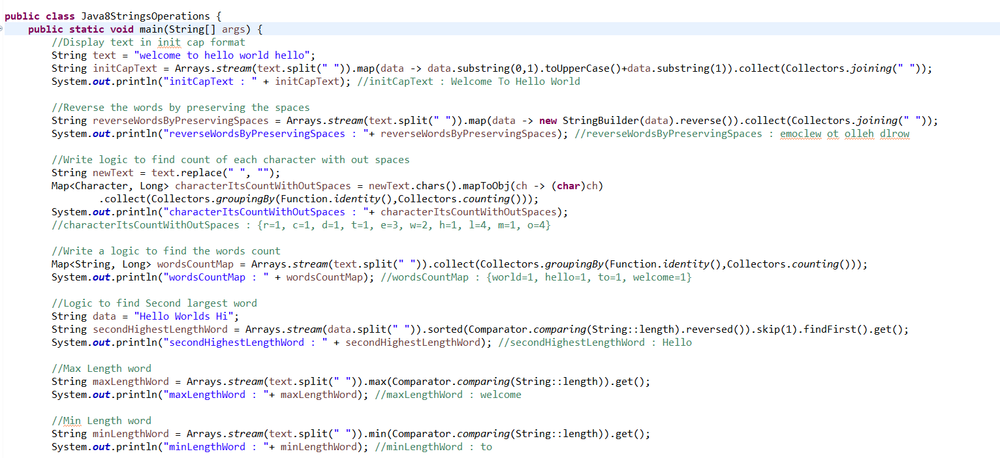 public class Java8StringsOperations {
    public static void main(String[] args) {
        //Display text in init cap format
        String text = "welcome to hello world hello";
        String initCapText = Arrays.stream(text.split(" ")).map(data -> data.substring(0,1).toUpperCase()+data.substring(1)).collect(Collectors.joining(" "));
        System.out.println("initCapText : " + initCapText); //initCapText : Welcome To Hello World

        //Reverse the words by preserving the spaces
        String reverseWordsByPreservingSpaces = Arrays.stream(text.split(" ")).map(data -> new StringBuilder(data).reverse()).collect(Collectors.joining(" "));
        System.out.println("reverseWordsByPreservingSpaces : "+ reverseWordsByPreservingSpaces); //reverseWordsByPreservingSpaces : emoclew ot olleh dlrow

        //Write logic to find count of each character with out spaces
        String newText = text.replace(" ", "");
        Map<Character, Long> characterItsCountWithOutSpaces = newText.chars().mapToObj(ch -> (char)ch)
                .collect(Collectors.groupingBy(Function.identity(),Collectors.counting()));
        System.out.println("characterItsCountWithOutSpaces : "+ characterItsCountWithOutSpaces);
        //characterItsCountWithOutSpaces : {r=1, c=1, d=1, t=1, e=3, w=2, h=1, l=4, m=1, o=4}

        //Write a logic to find the words count
        Map<String, Long> wordsCountMap = Arrays.stream(text.split(" ")).collect(Collectors.groupingBy(Function.identity(),Collectors.counting()));
        System.out.println("wordsCountMap : " + wordsCountMap); //wordsCountMap : {world=1, hello=1, to=1, welcome=1}

        //Logic to find Second largest word
        String data = "Hello Worlds Hi";
        String secondHighestLengthWord = Arrays.stream(data.split(" ")).sorted(Comparator.comparing(String::length).reversed()).skip(1).findFirst().get();
        System.out.println("secondHighestLengthWord : " + secondHighestLengthWord); //secondHighestLengthWord : Hello

        //Max Length word
        String maxLengthWord = Arrays.stream(text.split(" ")).max(Comparator.comparing(String::length)).get();
        System.out.println("maxLengthWord : "+ maxLengthWord); //maxLengthWord : welcome

        //Min Length word
        String minLengthWord = Arrays.stream(text.split(" ")).min(Comparator.comparing(String::length)).get();
        System.out.println("minLengthWord : "+ minLengthWord); //minLengthWord : to